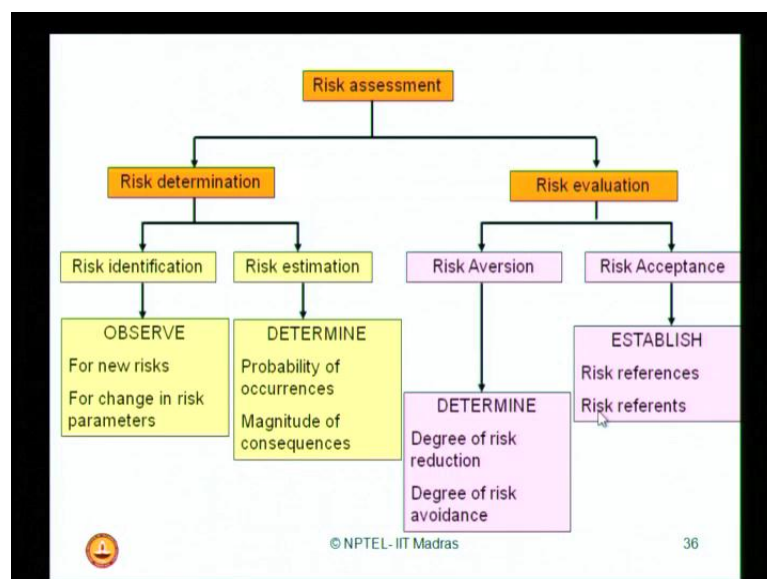 Risk assessment
Risk determination
Risk evaluation
Risk identification
Risk estimation
Risk Aversion
Risk Acceptance
OBSERVE
For new risks
For change in risk
parameters
DETERMINE
Probability of
occurrences
Magnitude of
consequences
DETERMINE
Degree of risk
reduction
Degree of risk
avoidance
ESTABLISH
Risk references
Risk referents
© NPTEL- IIT Madras
36